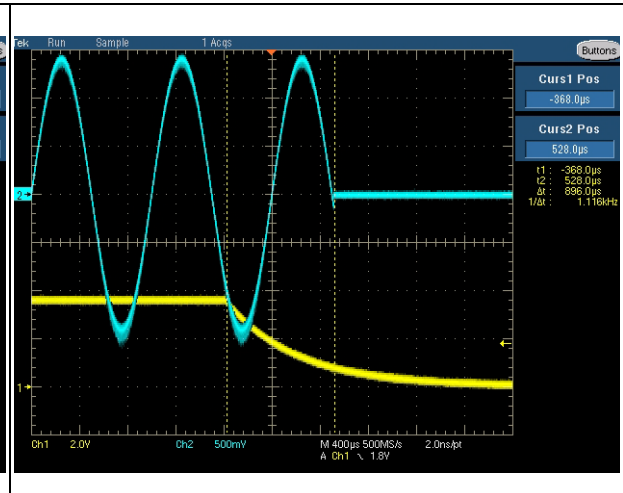 Tek Run Sample 1 Acqs
Buttons
Curs1 Pos
-368.0µs
Curs2 Pos
528.0µs
t1 : -368.0µs
t2 : 528.0µs
Δt : 896.0µs
1/Δt : 1.116kHz
2
1
Ch1 2.0V Ch2 500mV M 400µs 500MS/s 2.0ns/pt
A Ch1 \ 1.8V